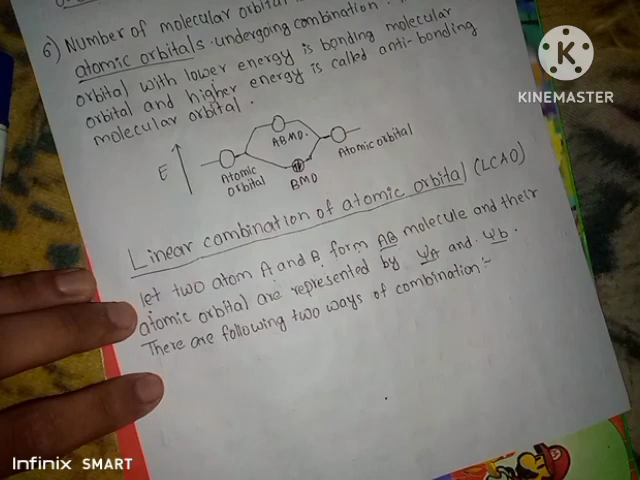 6) Number of molecular orbital
atomic orbitals undergoing combination.
orbital with lower energy is bonding molecular
orbital and higher energy is called anti-bonding
molecular orbital.
E
ABMO.
Atomic orbital
Atomic orbital
BMO
Linear combination of atomic orbital (LCAO)
let two atom A and B form AB molecule and their
atomic orbital are represented by ΨA and Ψb.
There are following two ways of combination:-
KINEMASTER
Infinix SMART